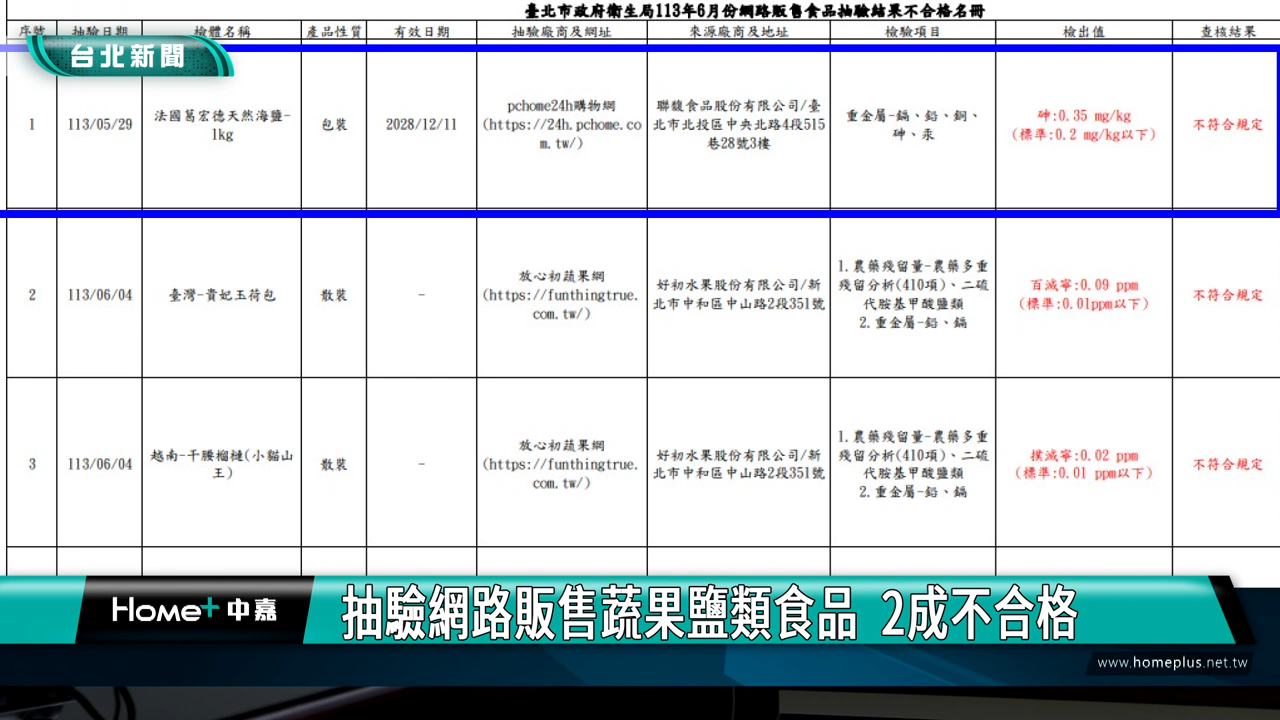 臺北市政府衛生局113年6月份網路販售食品抽驗結果不合格名冊
序號 抽驗日期 檢體名稱 產品性質 有效日期 抽驗廠商及網址 來源廠商及地址 檢驗項目 檢出值 查核結果
台北新聞
1
113/05/29
法國葛宏德天然海鹽-
1kg
包裝
2028/12/11
pchome24h購物網
(https://24h.pchome.co
m.tw/)
聯馥食品股份有限公司/臺
北市北投區中央北路4段515
巷28號3樓
重金屬-鎘、鉛、銅、
砷、汞
砷:0.35 mg/kg
(標準:0.2 mg/kg以下)
不符合規定
2
113/06/04
臺灣-貴妃玉荷包
散裝
-
放心初蔬果網
(https://funthingtrue.
com.tw/)
好初水果股份有限公司/新
北市中和區中山路2段351號
1.農藥殘留量-農藥多重
殘留分析(410項)、二硫
代胺基甲酸鹽類
2.重金屬-鉛、鎘
百滅寧:0.09 ppm
(標準:0.01ppm以下)
不符合規定
3
113/06/04
越南-干腰榴槤(小貓山
王)
散裝
-
放心初蔬果網
(https://funthingtrue.
com.tw/)
好初水果股份有限公司/新
北市中和區中山路2段351號
1.農藥殘留量-農藥多重
殘留分析(410項)、二硫
代胺基甲酸鹽類
2.重金屬-鉛、鎘
撲滅寧:0.02 ppm
(標準:0.01 ppm以下)
不符合規定
Home+中嘉
抽驗網路販售蔬果鹽類食品 2成不合格
www.homeplus.net.tw